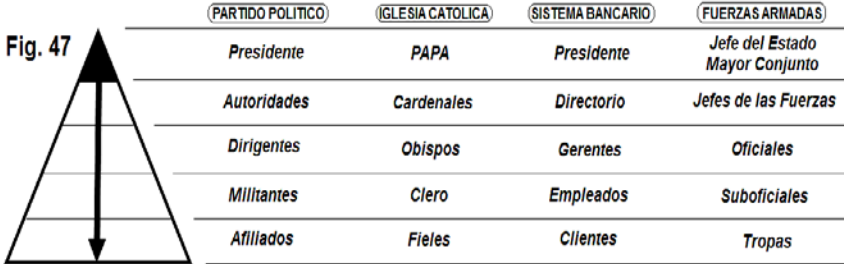 PARTIDO POLITICO IGLESIA CATOLICA SISTEMA BANCARIO FUERZAS ARMADAS
Fig. 47
Presidente PAPA Presidente Jefe del Estado
Mayor Conjunto
Autoridades Cardenales Directorio Jefes de las Fuerzas
Dirigentes Obispos Gerentes Oficiales
Militantes Clero Empleados Suboficiales
Afiliados Fieles Clientes Tropas